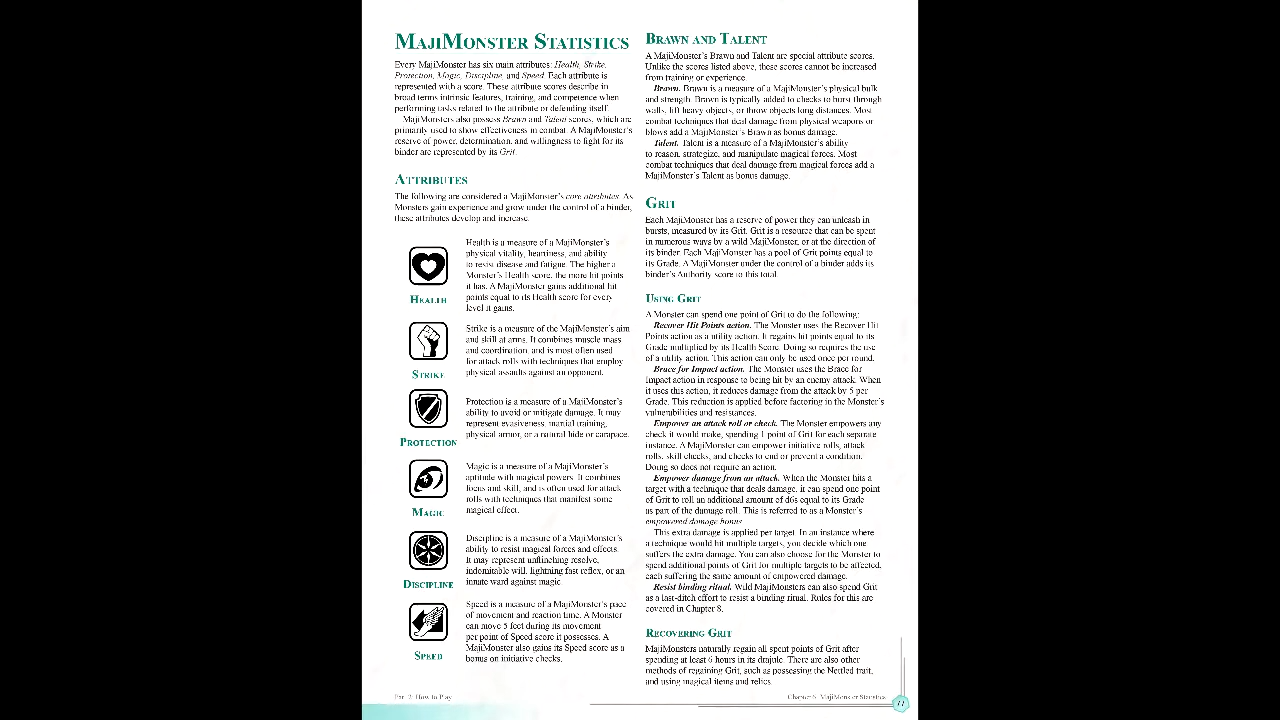 MajiMonster Statistics
Every MajiMonster has six main attributes: Health, Strike,
Protection, Magic, Discipline, and Speed. Each attribute is
represented with a score. These attribute scores describe in
broad terms intrinsic features, training, and competence when
performing tasks related to the attribute or defending itself.
MajiMonsters also possess Brawn and Talent scores, which are
primarily used to show effectiveness in combat. A MajiMonster's
reserve of power, determination, and willingness to fight for its
binder are represented by its Grit.
Attributes
The following are considered a MajiMonster's core attributes. As
Monsters gain experience and grow under the control of a binder,
these attributes develop and increase.
Health is a measure of a MajiMonster's
physical vitality, heartiness, and ability
to resist disease and fatigue. The higher a
Monster's Health score, the more hit points
it has. A MajiMonster gains additional hit
points equal to its Health score for every
level it gains.
Health
Strike is a measure of the MajiMonster's aim
and skill at arms. It combines muscle mass
and coordination, and is most often used
for attack rolls with techniques that employ
physical assaults against an opponent.
Strike
Protection is a measure of a MajiMonster's
ability to avoid or mitigate damage. It may
represent evasiveness, martial training,
physical armor, or a natural hide or carapace.
Protection
Magic is a measure of a MajiMonster's
aptitude with magical powers. It combines
focus and skill, and is often used for attack
rolls with techniques that manifest some
magical effect.
Magic
Discipline is a measure of a MajiMonster's
ability to resist magical forces and effects.
It may represent unflinching resolve,
indomitable will, lightning fast reflex, or an
innate ward against magic.
Discipline
Speed is a measure of a MajiMonster's pace
of movement and reaction time. A Monster
can move 5 feet during its movement
per point of Speed score it possesses. A
MajiMonster also gains its Speed score as a
bonus on initiative checks.
Speed
Brawn and Talent
A MajiMonster's Brawn and Talent are special attribute scores.
Unlike the scores listed above, these scores cannot be increased
from training or experience.
Brawn. Brawn is a measure of a MajiMonster's physical bulk
and strength. Brawn is typically added to checks to burst through
walls, lift heavy objects, or throw objects long distances. Most
combat techniques that deal damage from physical weapons or
blows add a MajiMonster's Brawn as bonus damage.
Talent. Talent is a measure of a MajiMonster's ability
to reason, strategize, and manipulate magical forces. Most
combat techniques that deal damage from magical forces add a
MajiMonster's Talent as bonus damage.
Grit
Each MajiMonster has a reserve of power they can unleash in
bursts, measured by its Grit. Grit is a resource that can be spent
in numerous ways by a wild MajiMonster, or at the direction of
its binder. Each MajiMonster has a pool of Grit points equal to
its Grade. A MajiMonster under the control of a binder adds its
binder's Authority score to this total.
Using Grit
A Monster can spend one point of Grit to do the following:
Recover Hit Points action. The Monster uses the Recover Hit
Points action as a utility action. It regains hit points equal to its
Grade multiplied by its Health Score. Doing so requires the use
of a utility action. This action can only be used once per round.
Brace for Impact action. The Monster uses the Brace for
Impact action in response to being hit by an enemy attack. When
it uses this action, it reduces damage from the attack by 5 per
Grade. This reduction is applied before factoring in the Monster's
vulnerabilities and resistances.
Empower an attack roll or check. The Monster empowers any
check it would make, spending 1 point of Grit for each separate
instance. A MajiMonster can empower initiative rolls, attack
rolls, skill checks, and checks to end or prevent a condition.
Doing so does not require an action.
Empower damage from an attack. When the Monster hits a
target with a technique that deals damage, it can spend one point
of Grit to roll an additional amount of d6s equal to its Grade
as part of the damage roll. This is referred to as a Monster's
empowered damage bonus.
This extra damage is applied per target. In an instance where
a technique would hit multiple targets, you decide which one
suffers the extra damage. You can also choose for the Monster to
spend additional points of Grit for multiple targets to be affected,
each suffering the same amount of empowered damage.
Resist binding ritual. Wild MajiMonsters can also spend Grit
as a last-ditch effort to resist a binding ritual. Rules for this are
covered in Chapter 8.
Recovering Grit
MajiMonsters naturally regain all spent points of Grit after
spending at least 6 hours in its drajule. There are also other
methods of regaining Grit, such as possessing the Nettled trait,
and using magical items and relics.
Part 2: How to Play
Chapter 6: MajiMonster Statistics
77